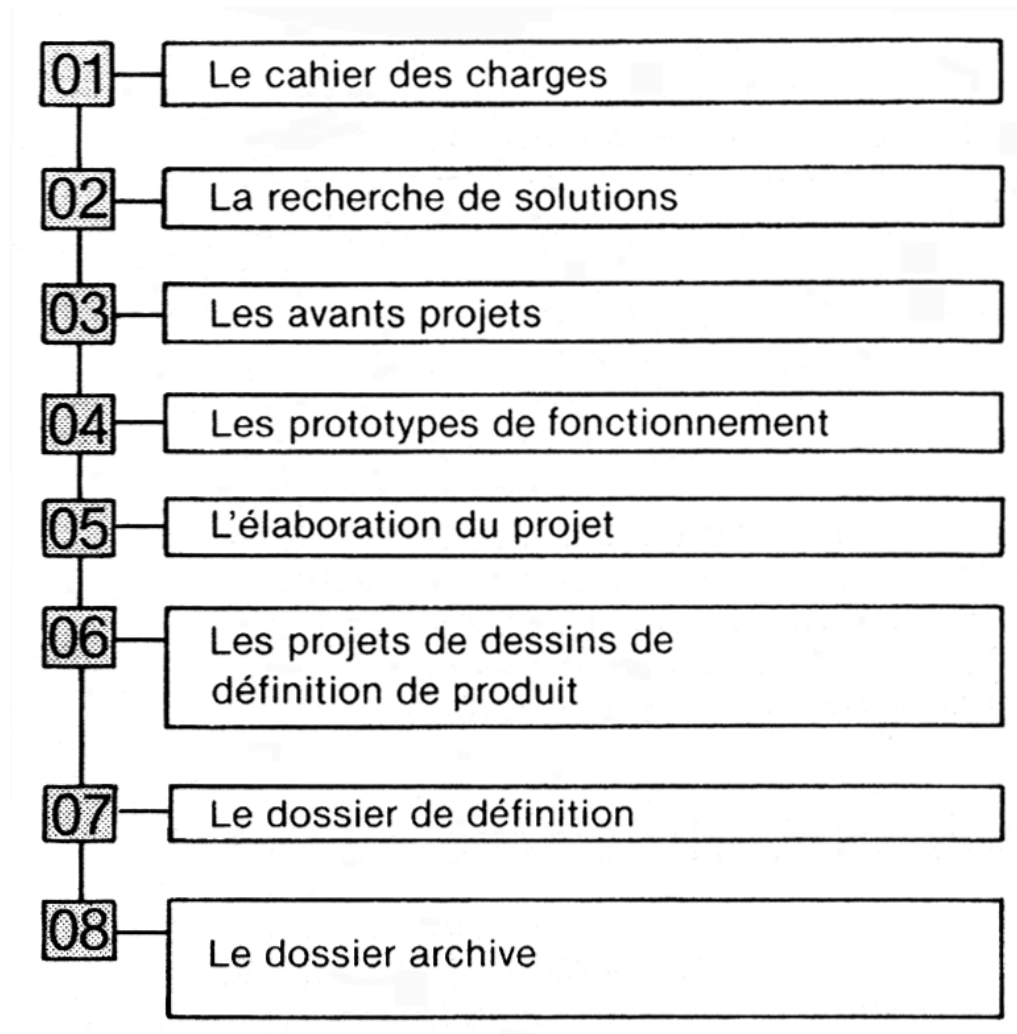 01 Le cahier des charges
02 La recherche de solutions
03 Les avants projets
04 Les prototypes de fonctionnement
05 L'élaboration du projet
06 Les projets de dessins de
définition de produit
07 Le dossier de définition
08 Le dossier archive